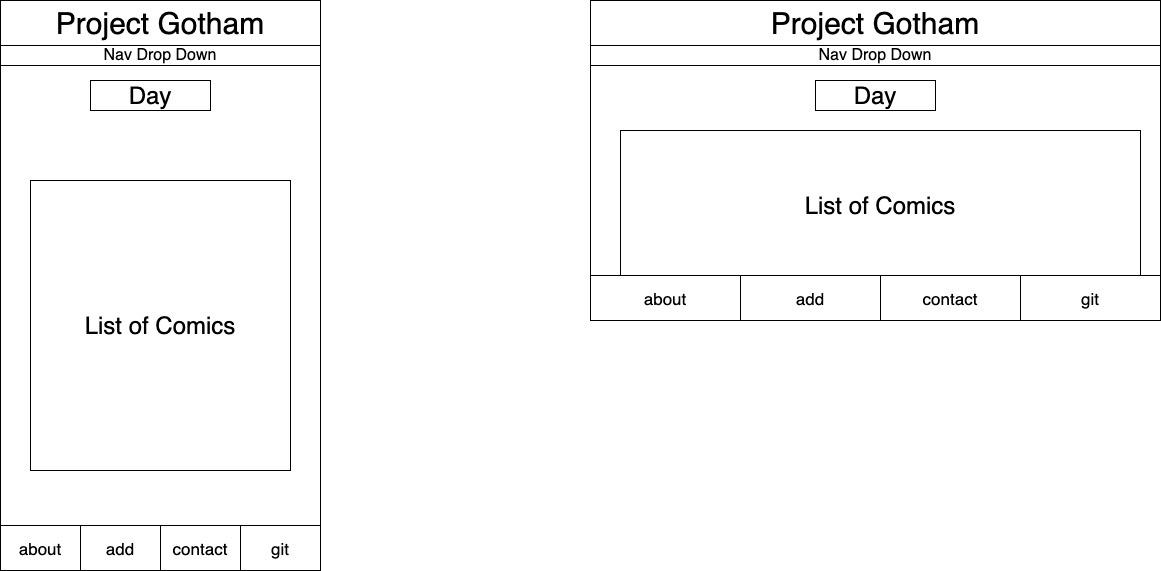 Project Gotham
Nav Drop Down
Day
List of Comics
about
add
contact
git
Project Gotham
Nav Drop Down
Day
List of Comics
about
add
contact
git